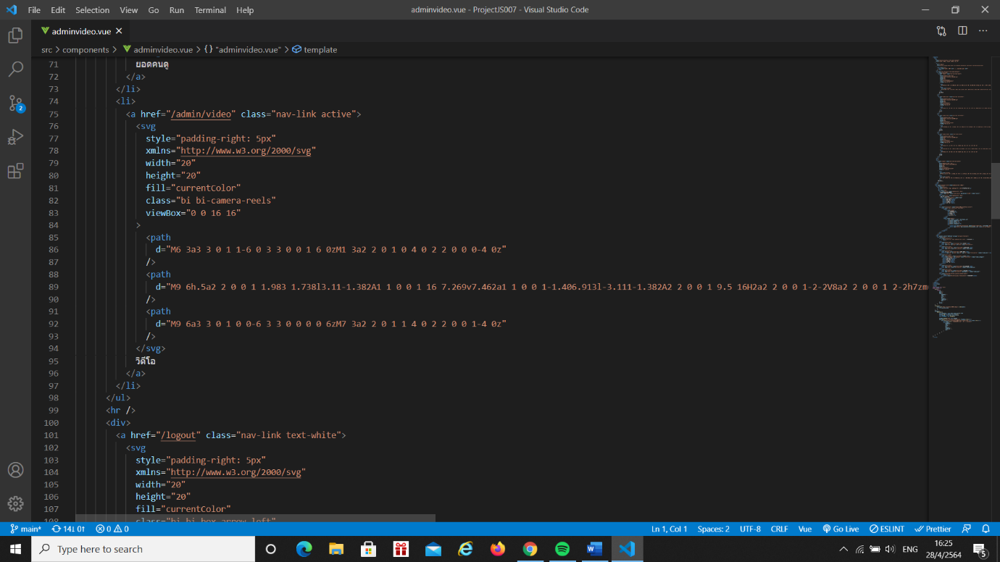 File Edit Selection View Go Run Terminal Help
adminvideo.vue - ProjectJS007 - Visual Studio Code
adminvideo.vue
src > components > adminvideo.vue > {} "adminvideo.vue" > template
71 ยอดคนดู
72 </a>
73 </li>
74 <li>
75 <a href="/admin/video" class="nav-link active">
76 <svg
77 style="padding-right: 5px"
78 xmlns="http://www.w3.org/2000/svg"
79 width="20"
80 height="20"
81 fill="currentColor"
82 class="bi bi-camera-reels"
83 viewBox="0 0 16 16"
84 >
85 <path
86 d="M6 3a3 3 0 1 1-6 0 3 3 0 0 1 6 0zM1 3a2 2 0 1 0 4 0 2 2 0 0 0-4 0z"
87 />
88 <path
89 d="M9 6h.5a2 2 0 0 1 1.983 1.738l3.11-1.382A1 1 0 0 1 16 7.269v7.462a1 1 0 0 1-1.406.913l-3.111-1.382A2 2 0 0 1 9.5 16H2a2 2 0 0 1-2-2V8a2 2 0 0 1 2-2h7zm
90 />
91 <path
92 d="M9 6a3 3 0 1 0 0-6 3 3 0 0 0 0 6zM7 3a2 2 0 1 1 4 0 2 2 0 0 1-4 0z"
93 />
94 </svg>
95 วิดีโอ
96 </a>
97 </li>
98 </ul>
99 <hr />
100 <div>
101 <a href="/logout" class="nav-link text-white">
102 <svg
103 style="padding-right: 5px"
104 xmlns="http://www.w3.org/2000/svg"
105 width="20"
106 height="20"
107 fill="currentColor"
108 class="bi bi-box-arrow-left"
2
main* 14↓ 0↑ 0 0 Ln 1, Col 1 Spaces: 2 UTF-8 CRLF Vue Go Live ESLINT Prettier
Type here to search
ENG
16:25
28/4/2564
5